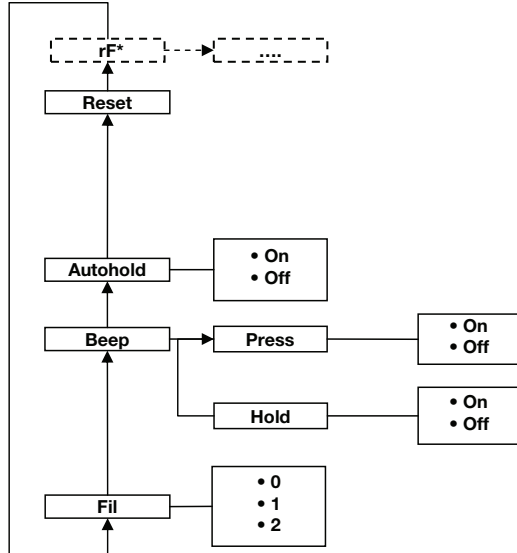 rF*
....
Reset
Autohold
• On
• Off
Beep
Press
• On
• Off
Hold
• On
• Off
Fil
• 0
• 1
• 2